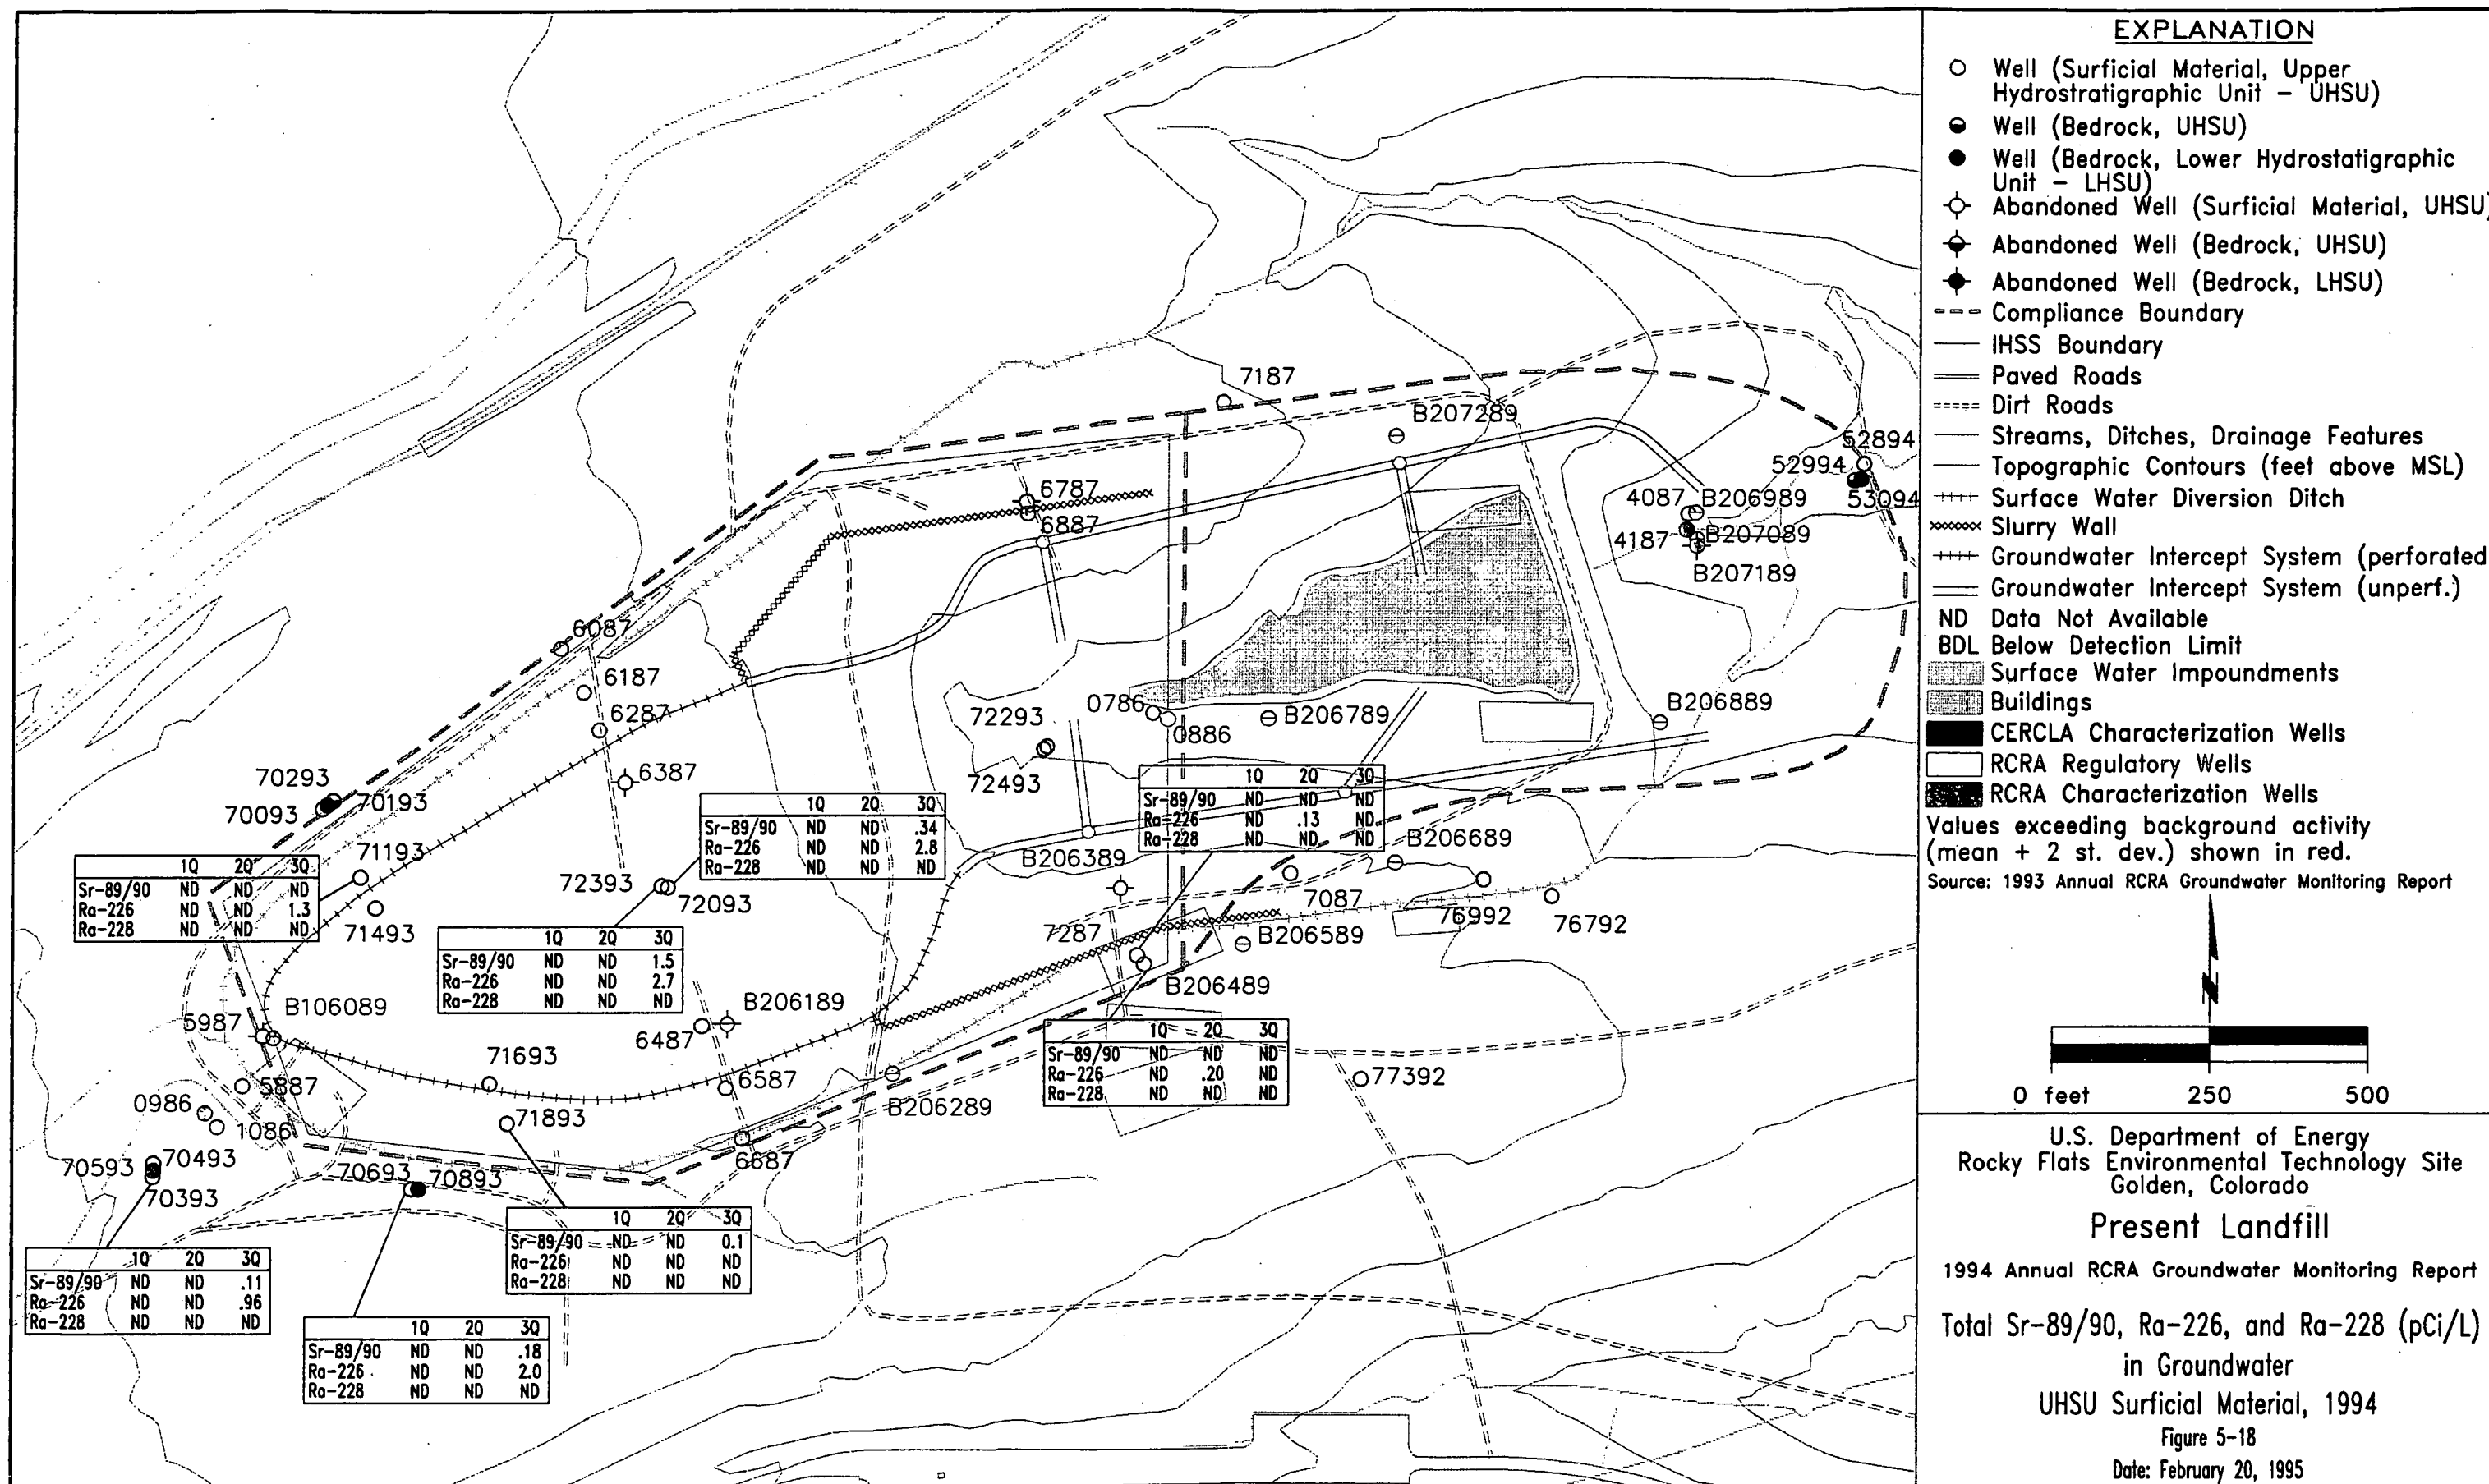 7187
B207289
52894
52994
53094
6787
6887
4087
B206989
4187
B207089
B207189
6087
6187
6287
0786
0886
B206789
B206889
72293
72493
6387
70293
70193
70093
1Q 2Q 3Q
Sr-89/90 ND ND .34
Ra-226 ND ND 2.8
Ra-228 ND ND ND
1Q 2Q 3Q
Sr-89/90 ND ND ND
Ra-226 ND .13 ND
Ra-228 ND ND ND
71193
1Q 2Q 3Q
Sr-89/90 ND ND ND
Ra-226 ND ND 1.3
Ra-228 ND ND ND
71493
72393
72093
B206389
B206689
7087
76992
76792
1Q 2Q 3Q
Sr-89/90 ND ND 1.5
Ra-226 ND ND 2.7
Ra-228 ND ND ND
7287
B206589
B206489
5987
B106089
B206189
6487
1Q 2Q 3Q
Sr-89/90 ND ND ND
Ra-226 ND .20 ND
Ra-228 ND ND ND
77392
71693
6587
B206289
5887
0986
1086
71893
6687
70593
70493
70393
70693
70893
1Q 2Q 3Q
Sr-89/90 ND ND 0.1
Ra-226 ND ND ND
Ra-228 ND ND ND
1Q 2Q 3Q
Sr-89/90 ND ND .11
Ra-226 ND ND .96
Ra-228 ND ND ND
1Q 2Q 3Q
Sr-89/90 ND ND .18
Ra-226 ND ND 2.0
Ra-228 ND ND ND
EXPLANATION
Well (Surficial Material, Upper
Hydrostratigraphic Unit - UHSU)
Well (Bedrock, UHSU)
Well (Bedrock, Lower Hydrostatigraphic
Unit - LHSU)
Abandoned Well (Surficial Material, UHSU)
Abandoned Well (Bedrock, UHSU)
Abandoned Well (Bedrock, LHSU)
Compliance Boundary
IHSS Boundary
Paved Roads
Dirt Roads
Streams, Ditches, Drainage Features
Topographic Contours (feet above MSL)
Surface Water Diversion Ditch
Slurry Wall
Groundwater Intercept System (perforated
Groundwater Intercept System (unperf.)
ND Data Not Available
BDL Below Detection Limit
Surface Water Impoundments
Buildings
CERCLA Characterization Wells
RCRA Regulatory Wells
RCRA Characterization Wells
Values exceeding background activity
(mean + 2 st. dev.) shown in red.
Source: 1993 Annual RCRA Groundwater Monitoring Report
N
0 feet 250 500
U.S. Department of Energy
Rocky Flats Environmental Technology Site
Golden, Colorado
Present Landfill
1994 Annual RCRA Groundwater Monitoring Report
Total Sr-89/90, Ra-226, and Ra-228 (pCi/L)
in Groundwater
UHSU Surficial Material, 1994
Figure 5-18
Date: February 20, 1995